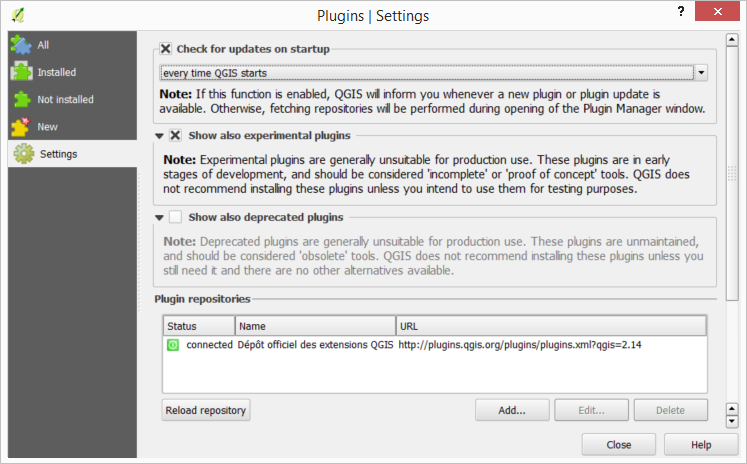 Plugins | Settings
?
All
Installed
Not installed
New
Settings
Check for updates on startup
every time QGIS starts
Note: If this function is enabled, QGIS will inform you whenever a new plugin or plugin update is
available. Otherwise, fetching repositories will be performed during opening of the Plugin Manager window.
Show also experimental plugins
Note: Experimental plugins are generally unsuitable for production use. These plugins are in early
stages of development, and should be considered 'incomplete' or 'proof of concept' tools. QGIS does
not recommend installing these plugins unless you intend to use them for testing purposes.
Show also deprecated plugins
Note: Deprecated plugins are generally unsuitable for production use. These plugins are unmaintained,
and should be considered 'obsolete' tools. QGIS does not recommend installing these plugins unless you
still need it and there are no other alternatives available.
Plugin repositories
Status Name URL
connected Dépôt officiel des extensions QGIS http://plugins.qgis.org/plugins/plugins.xml?qgis=2.14
Reload repository Add... Edit... Delete
Close Help